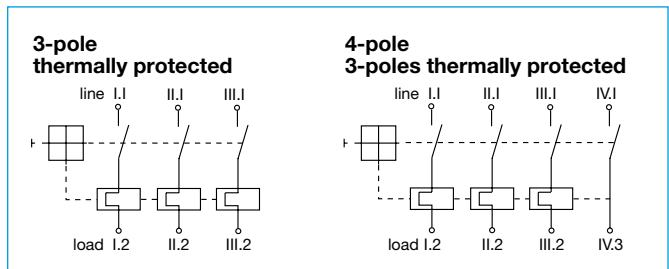 3-pole
thermally protected
line I.I II.I III.I
load I.2 II.2 III.2
4-pole
3-poles thermally protected
line I.I II.I III.I IV.I
load I.2 II.2 III.2 IV.3